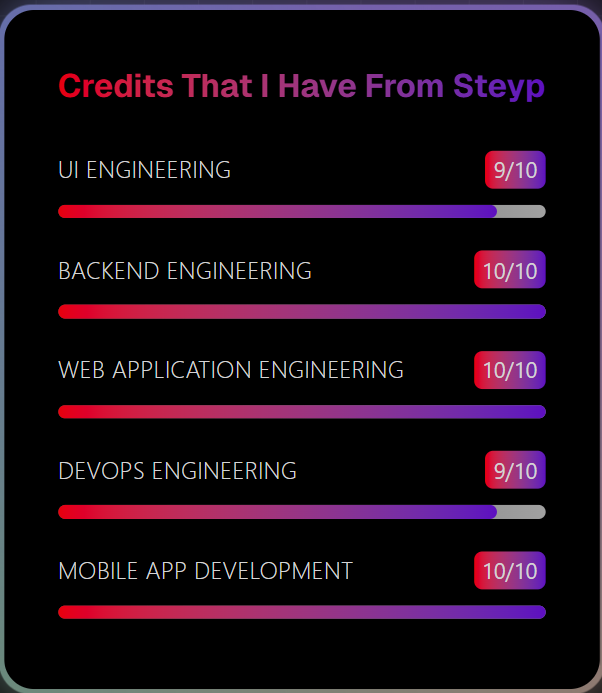 Credits That I Have From Steyp
UI ENGINEERING 9/10
BACKEND ENGINEERING 10/10
WEB APPLICATION ENGINEERING 10/10
DEVOPS ENGINEERING 9/10
MOBILE APP DEVELOPMENT 10/10